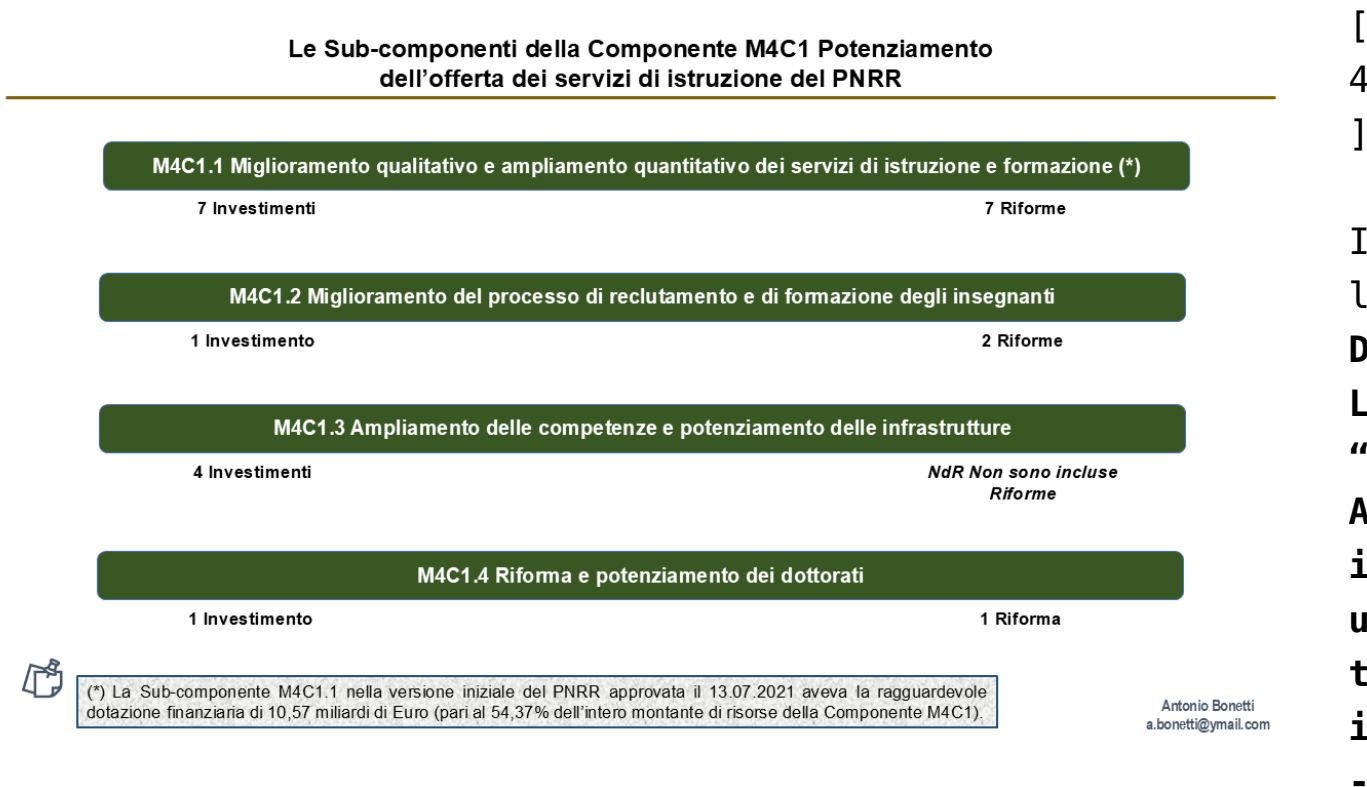 Le Sub-componenti della Componente M4C1 Potenziamento
dell'offerta dei servizi di istruzione del PNRR
M4C1.1 Miglioramento qualitativo e ampliamento quantitativo dei servizi di istruzione e formazione (*)
7 Investimenti
7 Riforme
M4C1.2 Miglioramento del processo di reclutamento e di formazione degli insegnanti
1 Investimento
2 Riforme
M4C1.3 Ampliamento delle competenze e potenziamento delle infrastrutture
4 Investimenti
NdR Non sono incluse
Riforme
M4C1.4 Riforma e potenziamento dei dottorati
1 Investimento
1 Riforma
(*) La Sub-componente M4C1.1 nella versione iniziale del PNRR approvata il 13.07.2021 aveva la ragguardevole
dotazione finanziaria di 10,57 miliardi di Euro (pari al 54,37% dell'intero montante di risorse della Componente M4C1).
Antonio Bonetti
a.bonetti@ymail.com
[
4
]
I
l
D
L
“
A
i
u
t
i
-